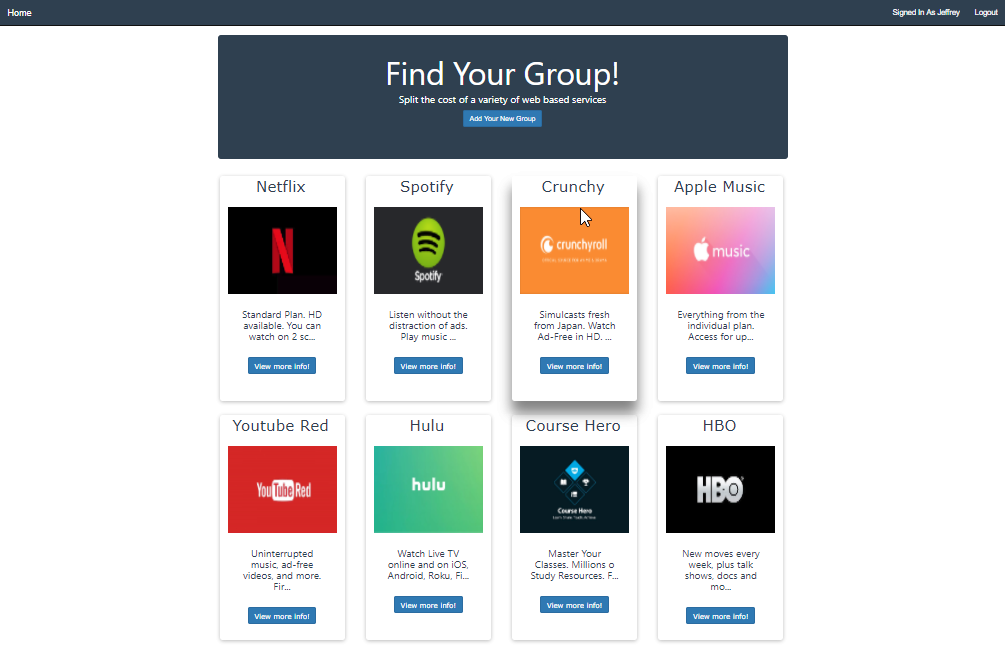 Home
Signed In As Jeffrey
Logout
Find Your Group!
Split the cost of a variety of web based services
Add Your New Group
Netflix
Spotify
Crunchy
Apple Music
N
Spotify
crunchyroll
music
Standard Plan. HD
available. You can
watch on 2 sc...
Listen without the
distraction of ads.
Play music ...
Simulcasts fresh
from Japan. Watch
Ad-Free in HD. ...
Everything from the
individual plan.
Access for up...
View more info!
View more info!
View more info!
View more info!
Youtube Red
Hulu
Course Hero
HBO
YouTube Red
hulu
Course Hero
HBO
Uninterrupted
music, ad-free
videos, and more.
Fir...
Watch Live TV
online and on iOS,
Android, Roku, Fi...
Master Your
Classes. Millions o
Study Resources. F...
New moves every
week, plus talk
shows, docs and
mo...
View more info!
View more info!
View more info!
View more info!